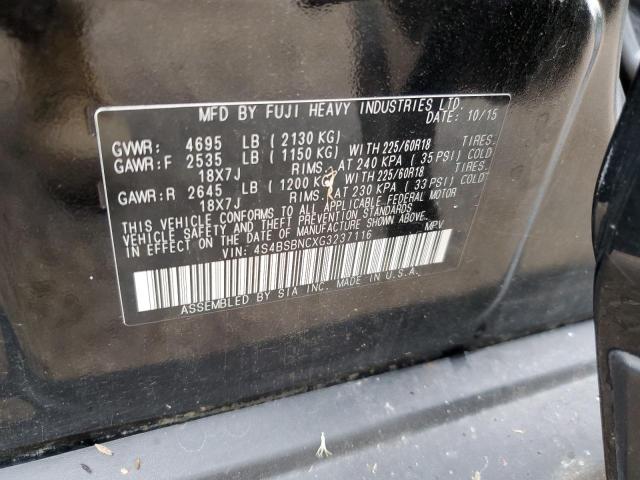 MFD BY FUJI HEAVY INDUSTRIES LTD.
DATE: 10/15
GVWR: 4695 LB (2130 KG)
GAWR:F 2535 LB (1150 KG) WITH 225/60R18 TIRES.
18X7J RIMS. AT 240 KPA (35 PSI) COLD
GAWR:R 2645 LB (1200 KG) WITH 225/60R18 TIRES.
18X7J RIMS. AT 230 KPA (33 PSI) COLD
THIS VEHICLE CONFORMS TO ALL APPLICABLE FEDERAL MOTOR
VEHICLE SAFETY AND THEFT PREVENTION STANDARDS
IN EFFECT ON THE DATE OF MANUFACTURE SHOWN ABOVE.
VIN: 4S4BSBNCXG3237116 MPV
ASSEMBLED BY SIA INC. MADE IN U.S.A.